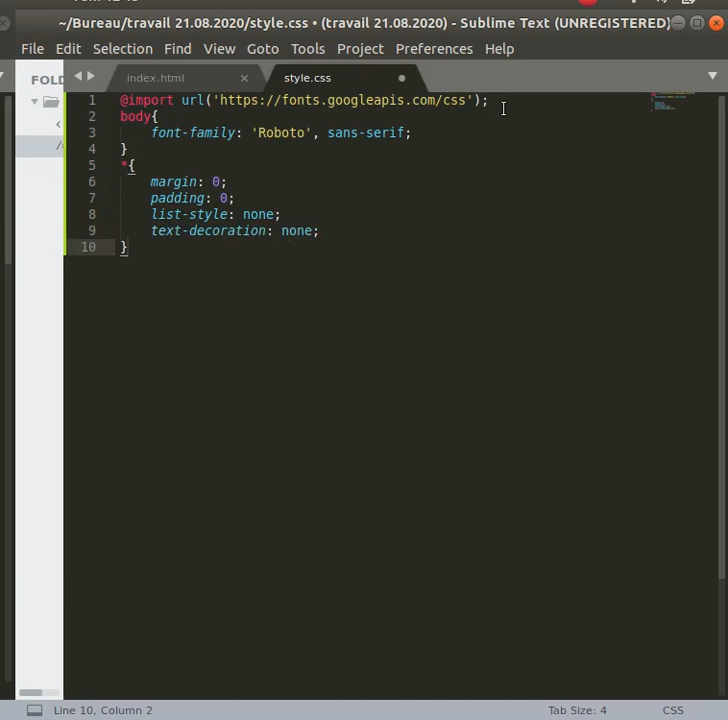 ~/Bureau/travail 21.08.2020/style.css • (travail 21.08.2020) - Sublime Text (UNREGISTERED)
File Edit Selection Find View Goto Tools Project Preferences Help
FOLD
index.html
style.css
1 @import url('https://fonts.googleapis.com/css');
2 body{
3 font-family: 'Roboto', sans-serif;
4 }
5 *{
6 margin: 0;
7 padding: 0;
8 list-style: none;
9 text-decoration: none;
10 }
Line 10, Column 2
Tab Size: 4
CSS